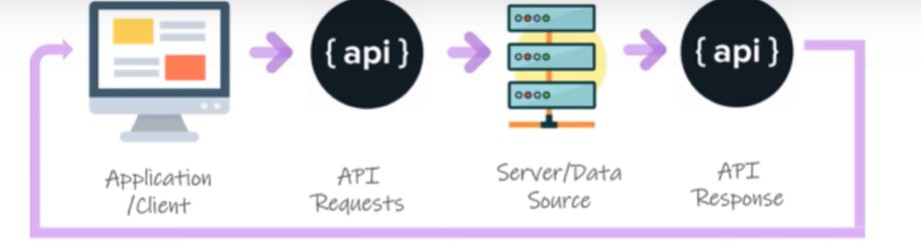 { api }
{ api }
Application
/Client
API
Requests
Server/Data
Source
API
Response